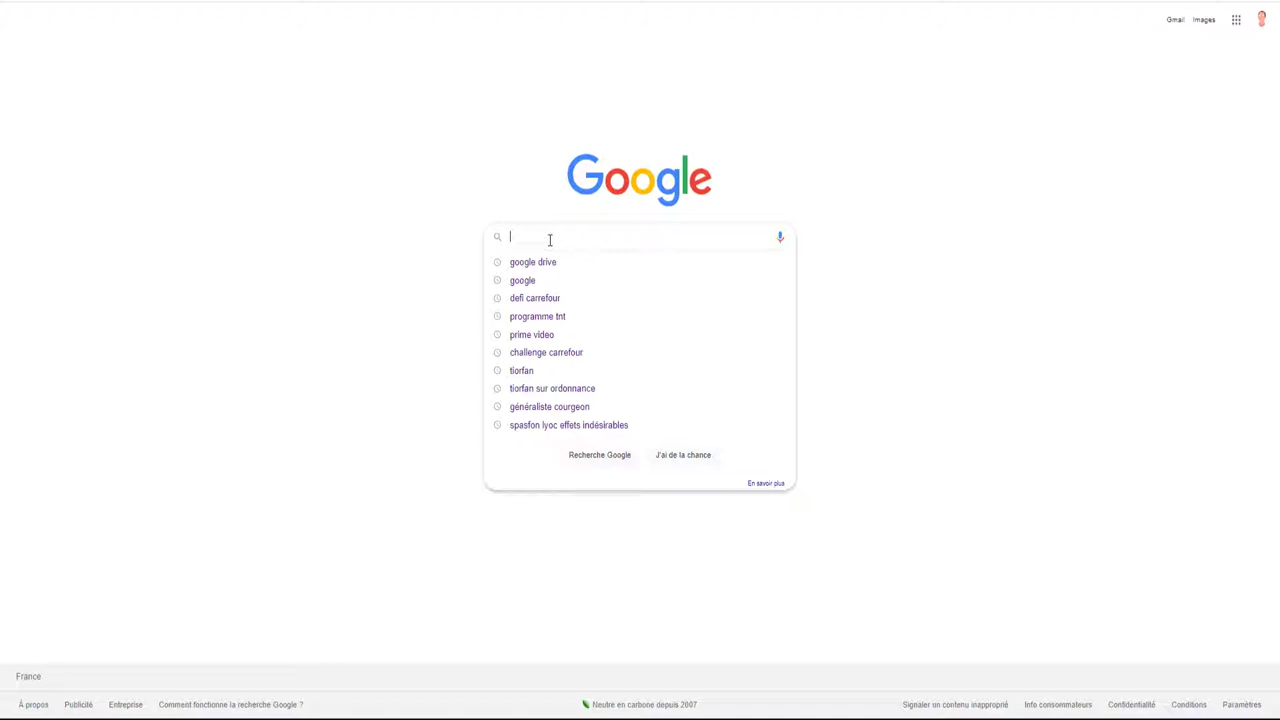 Gmail Images
Google
google drive
google
defi carrefour
programme tnt
prime video
challenge carrefour
tiorfan
tiorfan sur ordonnance
généraliste courgeon
spasfon lyoc effets indésirables
Recherche Google J'ai de la chance
En savoir plus
France
À propos Publicité Entreprise Comment fonctionne la recherche Google ? Neutre en carbone depuis 2007 Signaler un contenu inapproprié Info consommateurs Confidentialité Conditions Paramètres